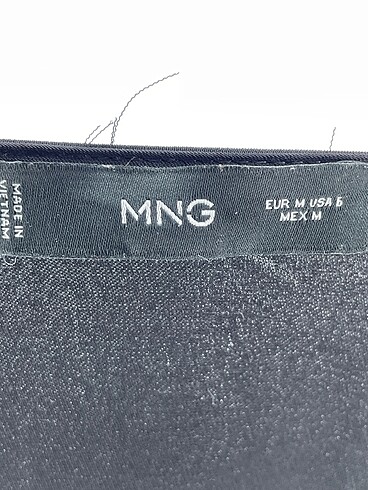 MADE IN
VIETNAM
MNG
EUR M USA 6
MEX M